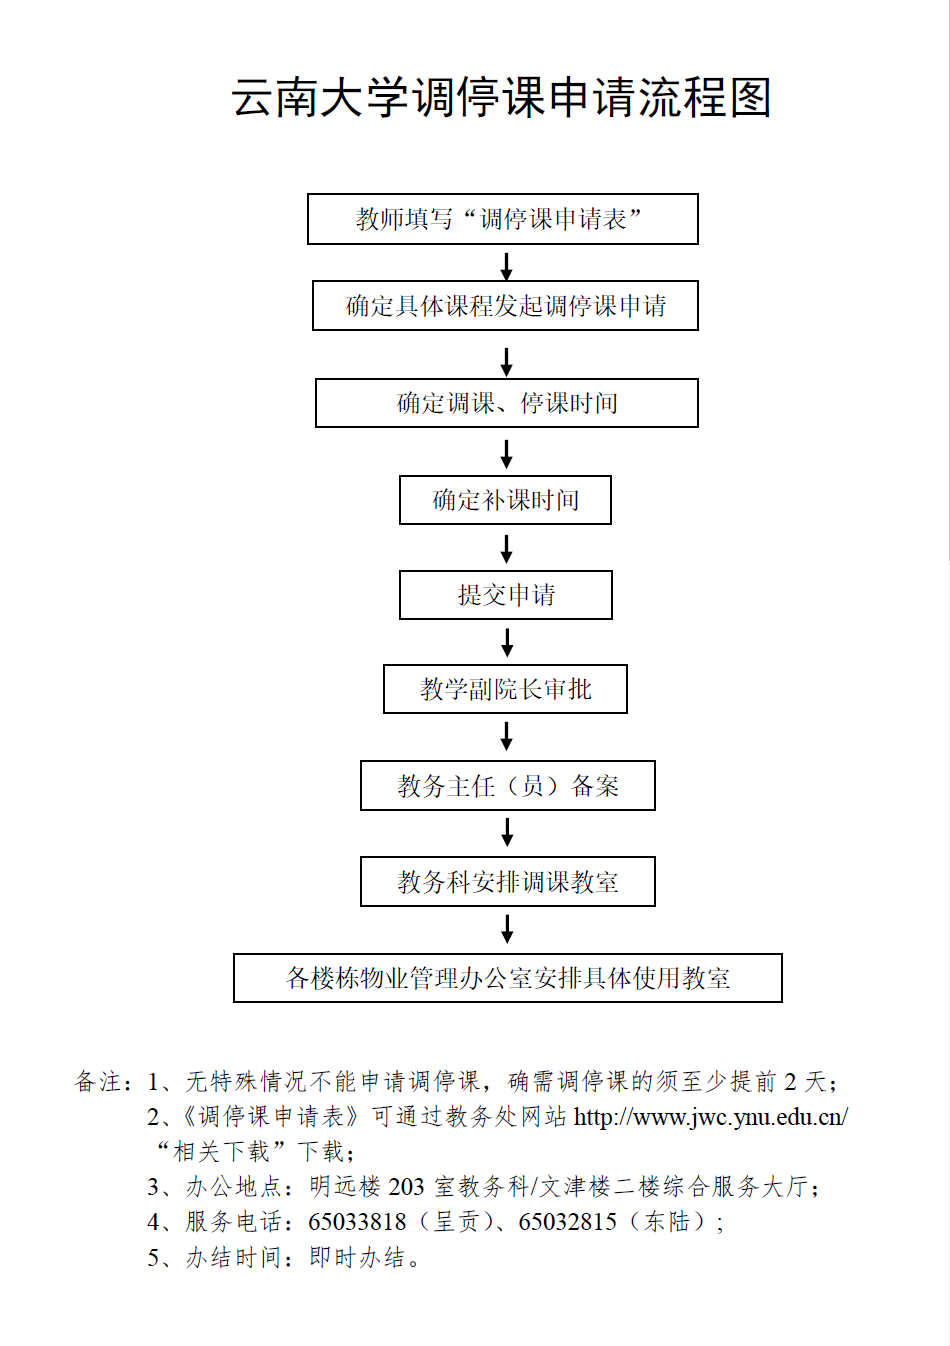 云南大学调停课申请流程图
教师填写“调停课申请表”
确定具体课程发起调停课申请
确定调课、停课时间
确定补课时间
提交申请
教学副院长审批
教务主任（员）备案
教务科安排调课教室
各楼栋物业管理办公室安排具体使用教室
备注：1、无特殊情况不能申请调停课，确需调停课的须至少提前 2 天；
2、《调停课申请表》可通过教务处网站 http://www.jwc.ynu.edu.cn/
“相关下载”下载；
3、办公地点：明远楼 203 室教务科/文津楼二楼综合服务大厅；
4、服务电话：65033818（呈贡）、65032815（东陆）;
5、办结时间：即时办结。